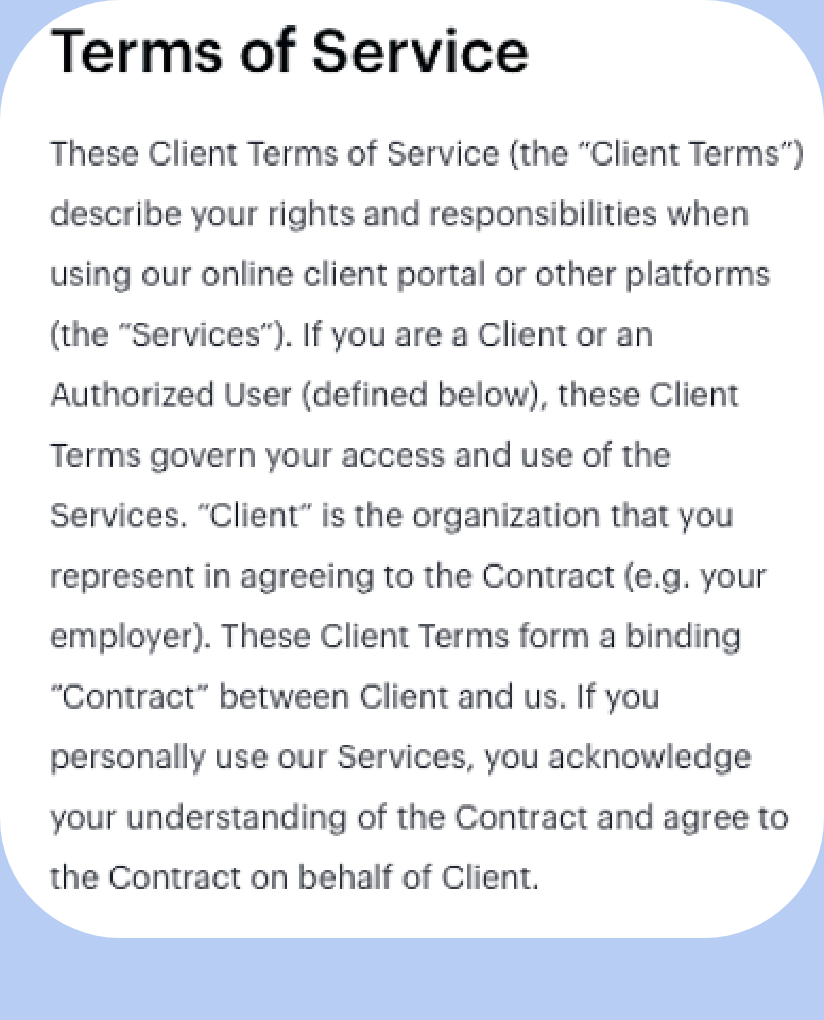 Terms of Service
These Client Terms of Service (the “Client Terms”)
describe your rights and responsibilities when
using our online client portal or other platforms
(the “Services”). If you are a Client or an
Authorized User (defined below), these Client
Terms govern your access and use of the
Services. “Client” is the organization that you
represent in agreeing to the Contract (e.g. your
employer). These Client Terms form a binding
“Contract” between Client and us. If you
personally use our Services, you acknowledge
your understanding of the Contract and agree to
the Contract on behalf of Client.